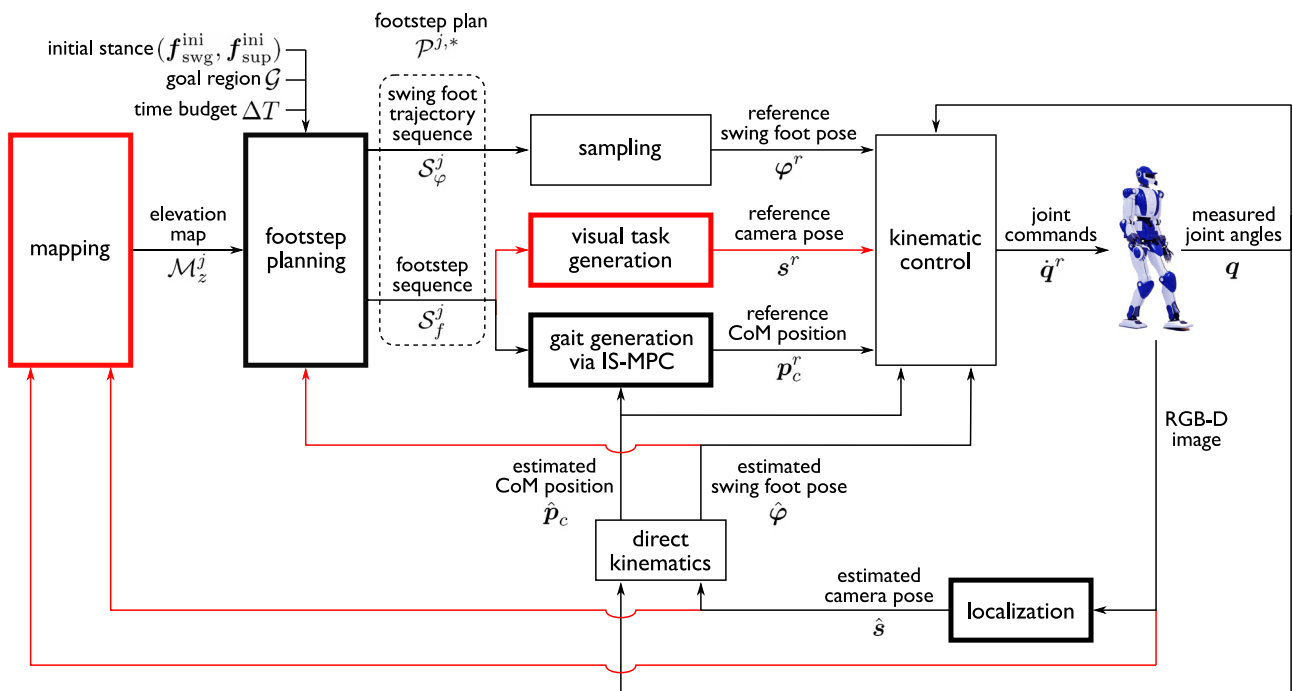 initial stance (f_swg^ini, f_sup^ini)
goal region 𝒢
time budget ΔT
footstep plan
𝒫^{j,*}
swing foot
trajectory
sequence
𝒮_φ^j
footstep
sequence
𝒮_f^j
mapping
elevation
map
ℳ_z^j
footstep
planning
sampling
reference
swing foot pose
φ^r
visual task
generation
reference
camera pose
s^r
gait generation
via IS-MPC
reference
CoM position
p_c^r
kinematic
control
joint
commands
q̇^r
measured
joint angles
q
RGB-D
image
estimated
CoM position
p̂_c
estimated
swing foot pose
φ̂
direct
kinematics
estimated
camera pose
ŝ
localization